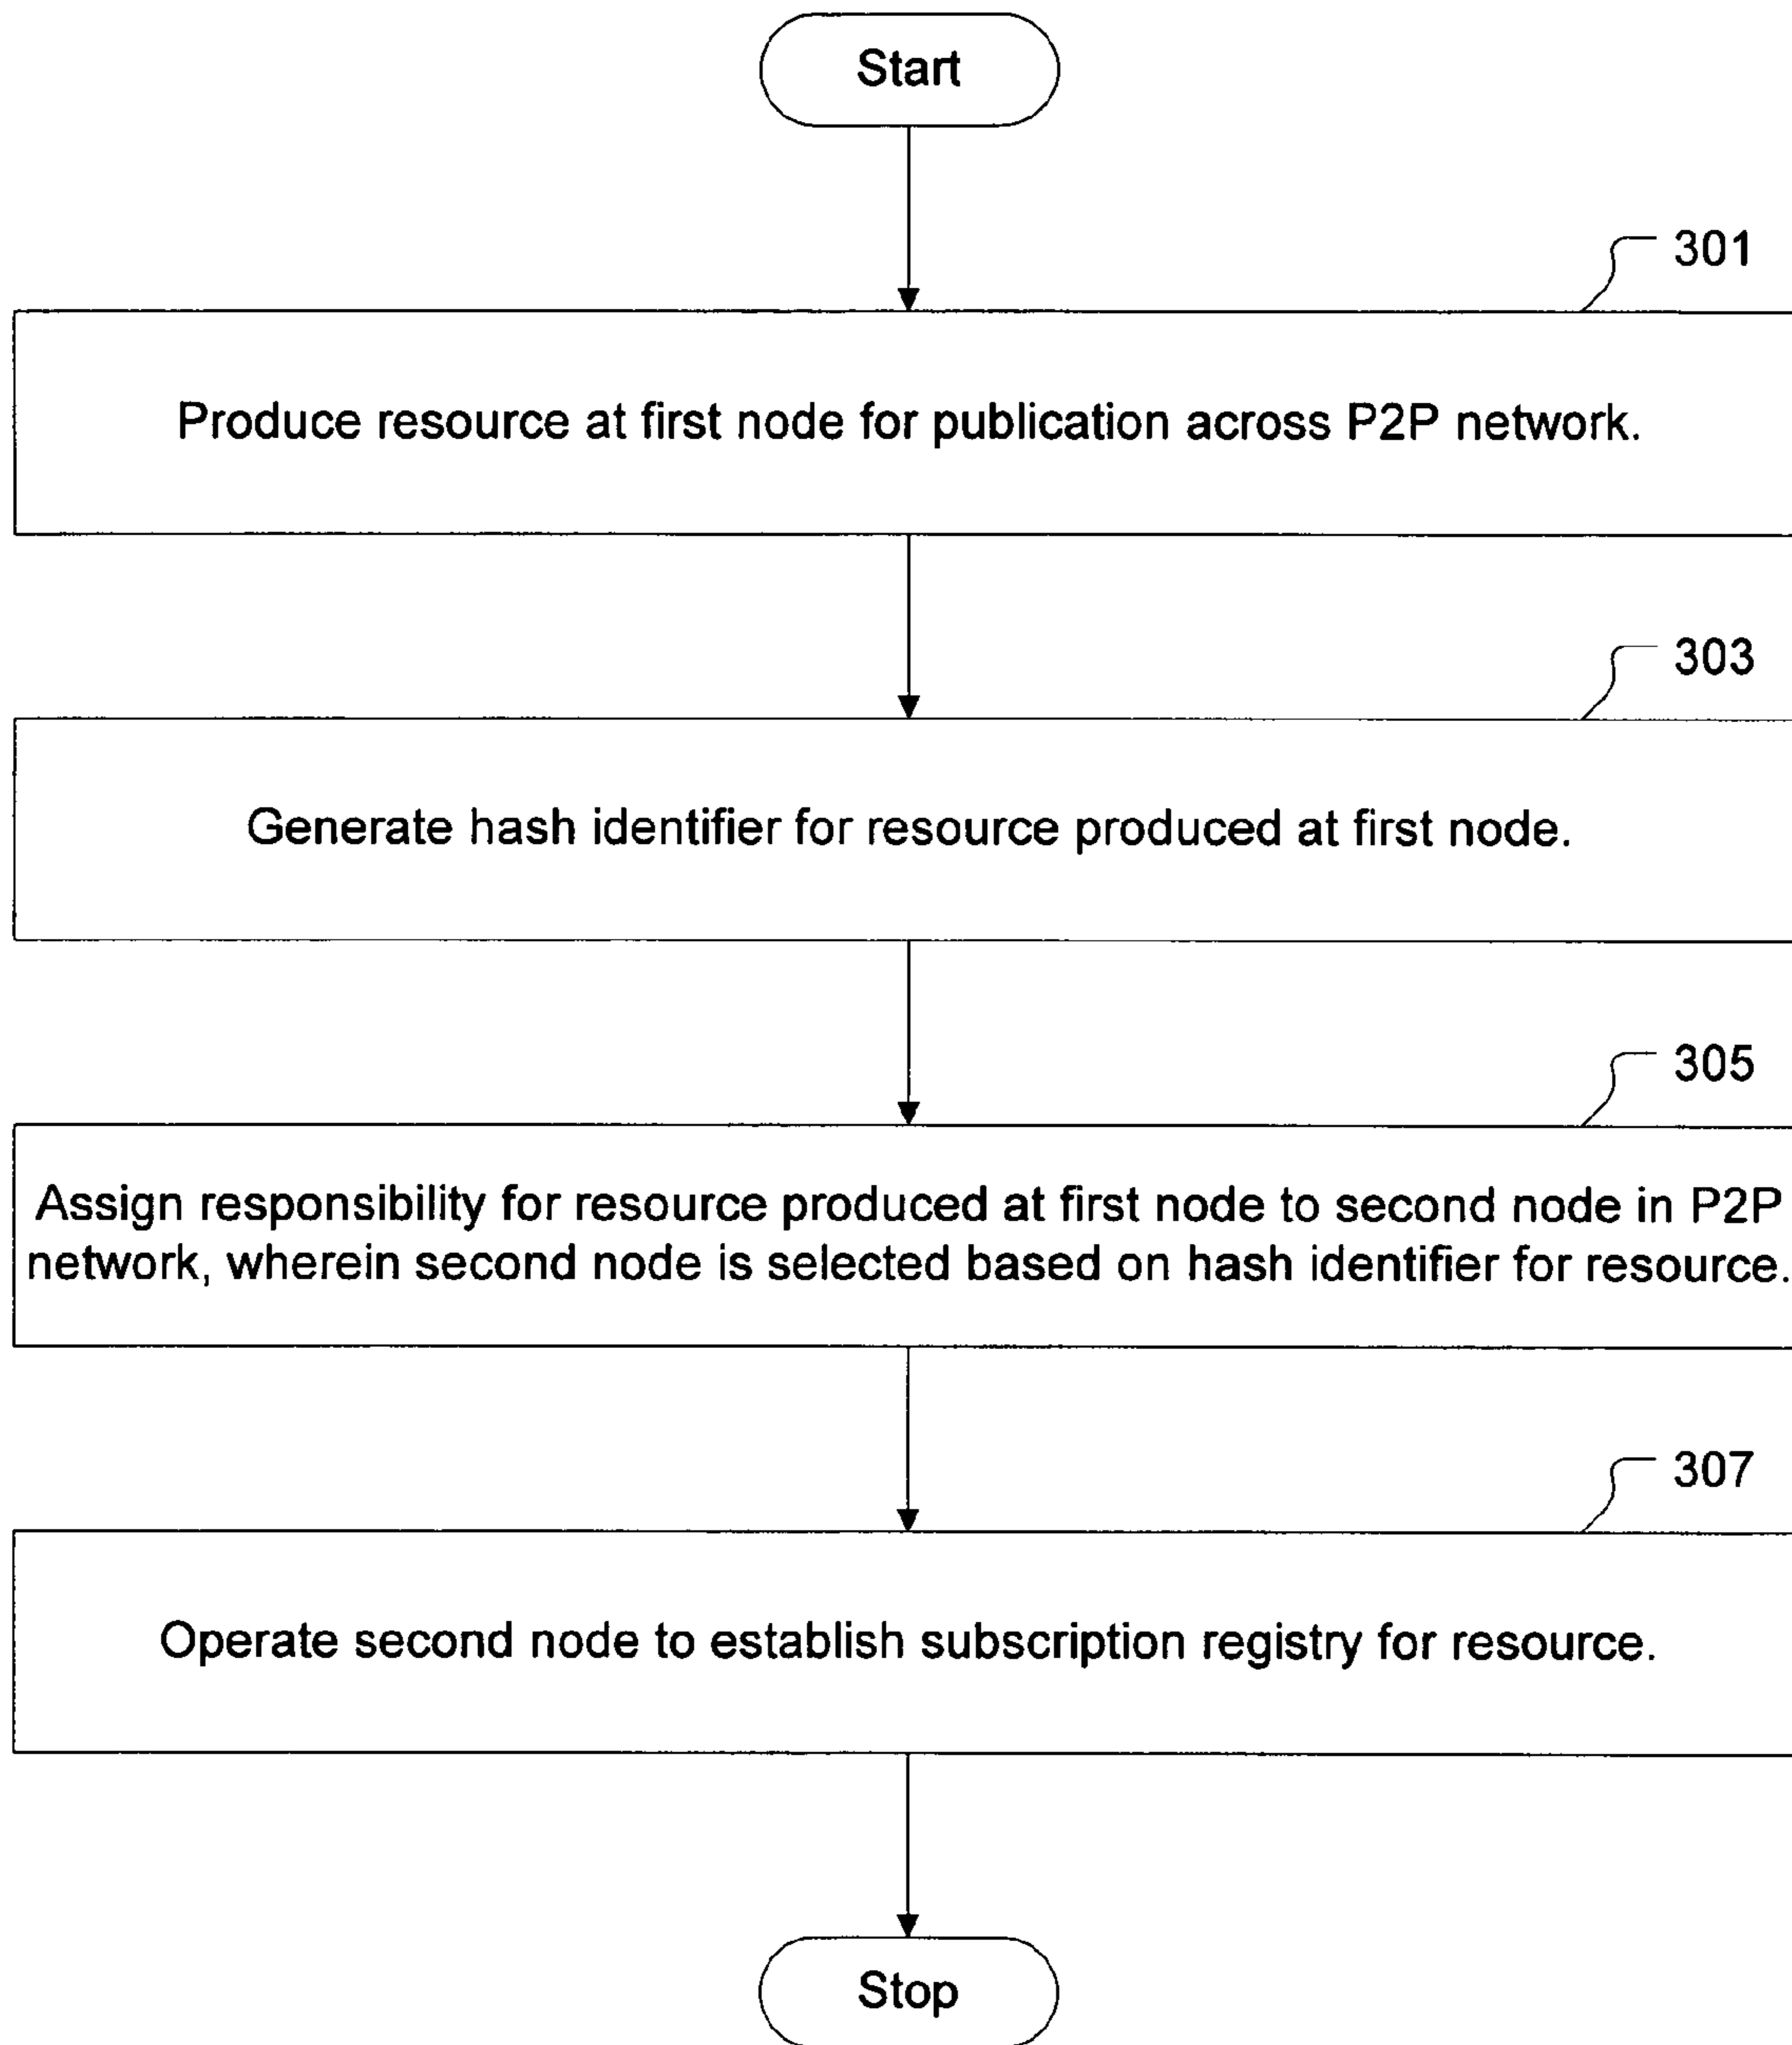 Start
301
Produce resource at first node for publication across P2P network.
303
Generate hash identifier for resource produced at first node.
305
Assign responsibility for resource produced at first node to second node in P2P
network, wherein second node is selected based on hash identifier for resource.
307
Operate second node to establish subscription registry for resource.
Stop